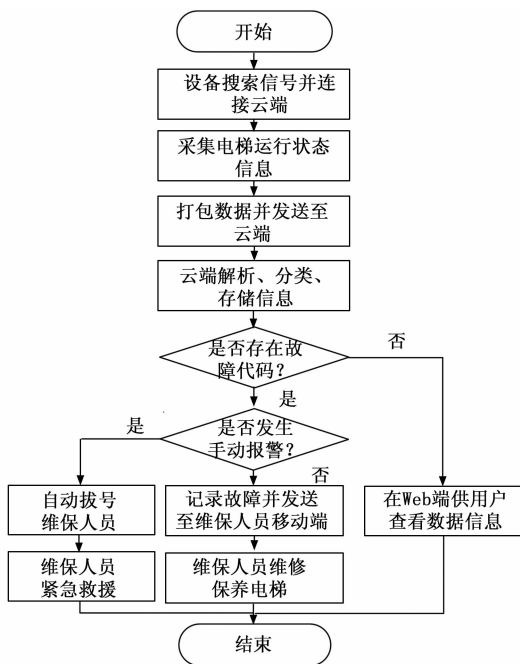 开始
设备搜索信号并连
接云端
采集电梯运行状态
信息
打包数据并发送至
云端
云端解析、分类、
存储信息
是否存在故
障代码？
否
是
是否发生
手动报警？
是
否
自动拔号
维保人员
记录故障并发送
至维保人员移动端
在Web端供用户
查看数据信息
维保人员
紧急救援
维保人员维修
保养电梯
结束